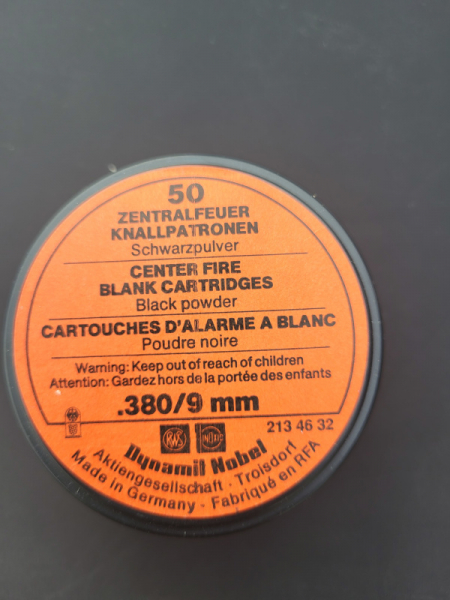 50
ZENTRALFEUER
KNALLPATRONEN
Schwarzpulver
CENTER FIRE
BLANK CARTRIDGES
Black powder
CARTOUCHES D'ALARME A BLANC
Poudre noire
Warning: Keep out of reach of children
Attention: Gardez hors de la portée des enfants
.380/9 mm
213 46 32
RWS
Dynamit Nobel
Aktiengesellschaft · Troisdorf
Made in Germany - Fabriqué en RFA